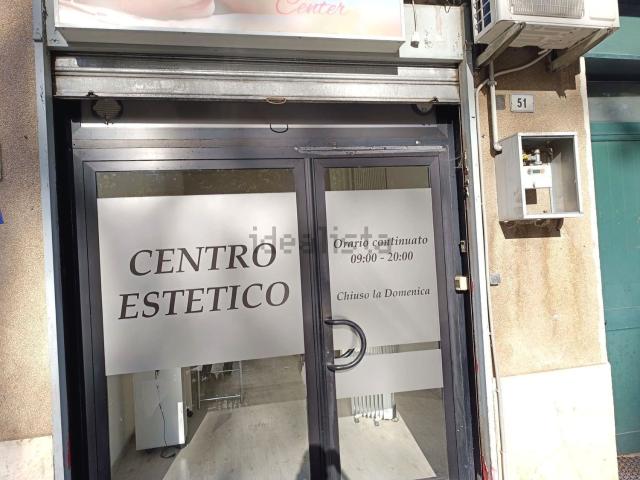 Center
51
CENTRO
ESTETICO
Orario continuato
09:00 - 20:00
Chiuso la Domenica
idealista